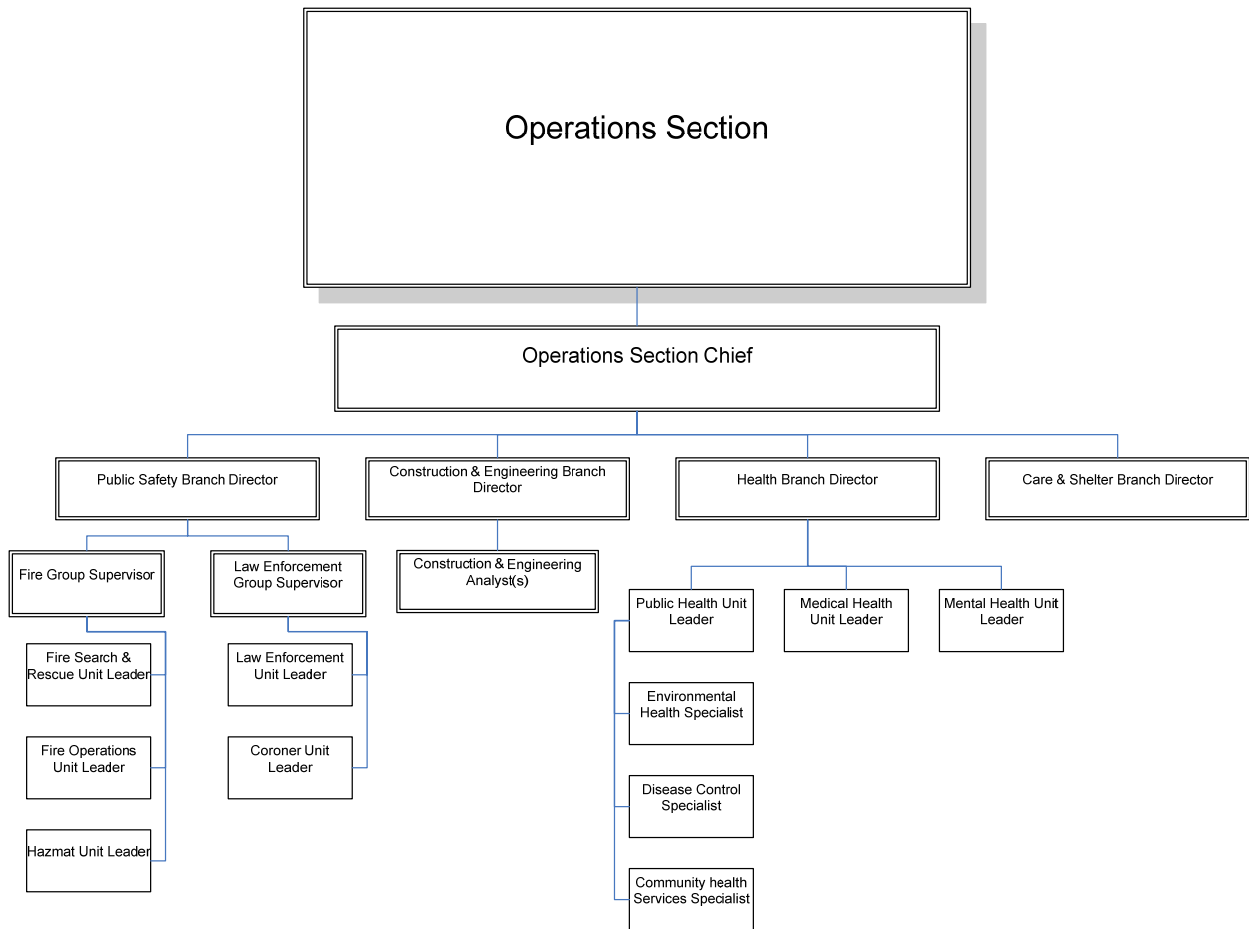 Operations Section
Operations Section Chief
Public Safety Branch Director
Construction & Engineering Branch
Director
Health Branch Director
Care & Shelter Branch Director
Fire Group Supervisor
Law Enforcement
Group Supervisor
Construction & Engineering
Analyst(s)
Public Health Unit
Leader
Medical Health
Unit Leader
Mental Health Unit
Leader
Fire Search &
Rescue Unit Leader
Law Enforcement
Unit Leader
Environmental
Health Specialist
Fire Operations
Unit Leader
Coroner Unit
Leader
Disease Control
Specialist
Hazmat Unit Leader
Community health
Services Specialist